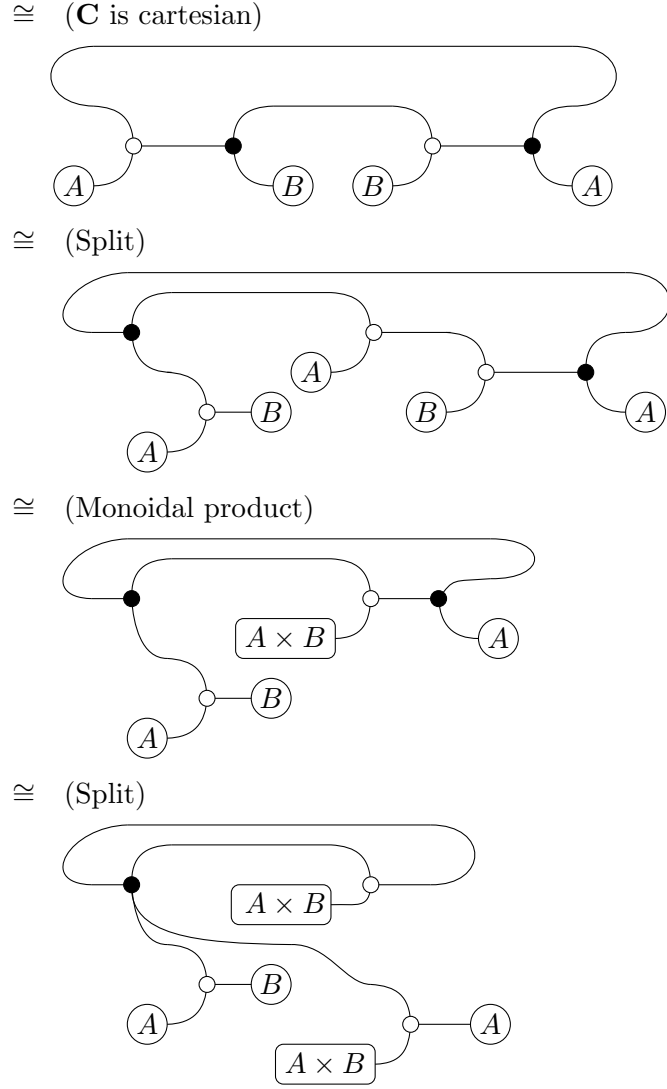 ≅ (C is cartesian)
A B B A
≅ (Split)
A
B B A
A
≅ (Monoidal product)
A × B A
B
A
≅ (Split)
A × B
B
A A
A × B